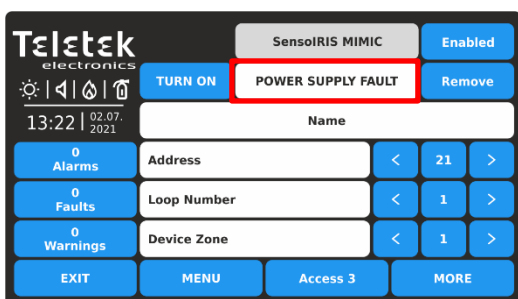 Teletek
electronics
SensoIRIS MIMIC
Enabled
TURN ON
POWER SUPPLY FAULT
Remove
13:22 | 02.07.
2021
Name
0
Alarms
Address
< 21 >
0
Faults
Loop Number
< 1 >
0
Warnings
Device Zone
< 1 >
EXIT
MENU
Access 3
MORE